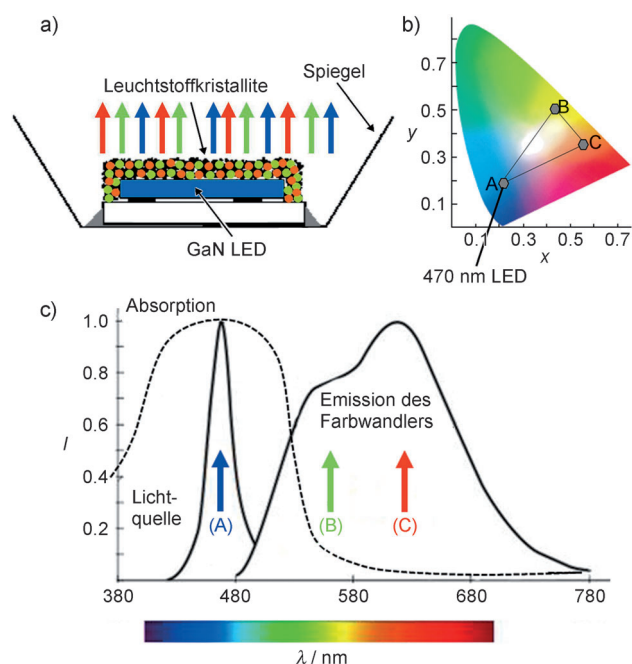 a)
Leuchtstoffkristallite
Spiegel
GaN LED
b)
0.7
0.5
y
0.3
0.1
A
B
C
0.1 0.3 0.5 0.7
x
470 nm LED
c)
Absorption
1.0
0.8
I
0.4
0.2
Emission des
Farbwandlers
Licht-
quelle
(A)
(B)
(C)
380 480 580 680 780
λ / nm